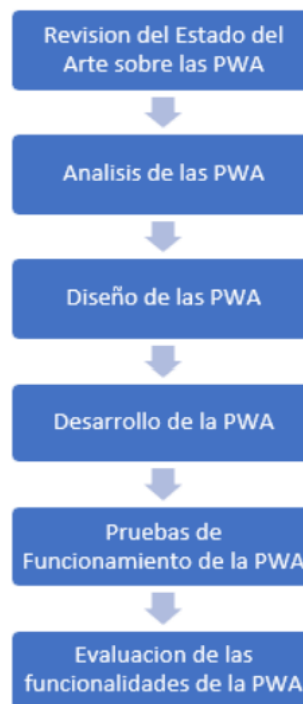 Revision del Estado del
Arte sobre las PWA
Analisis de las PWA
Diseño de las PWA
Desarrollo de la PWA
Pruebas de
Funcionamiento de la PWA
Evaluacion de las
funcionalidades de la PWA